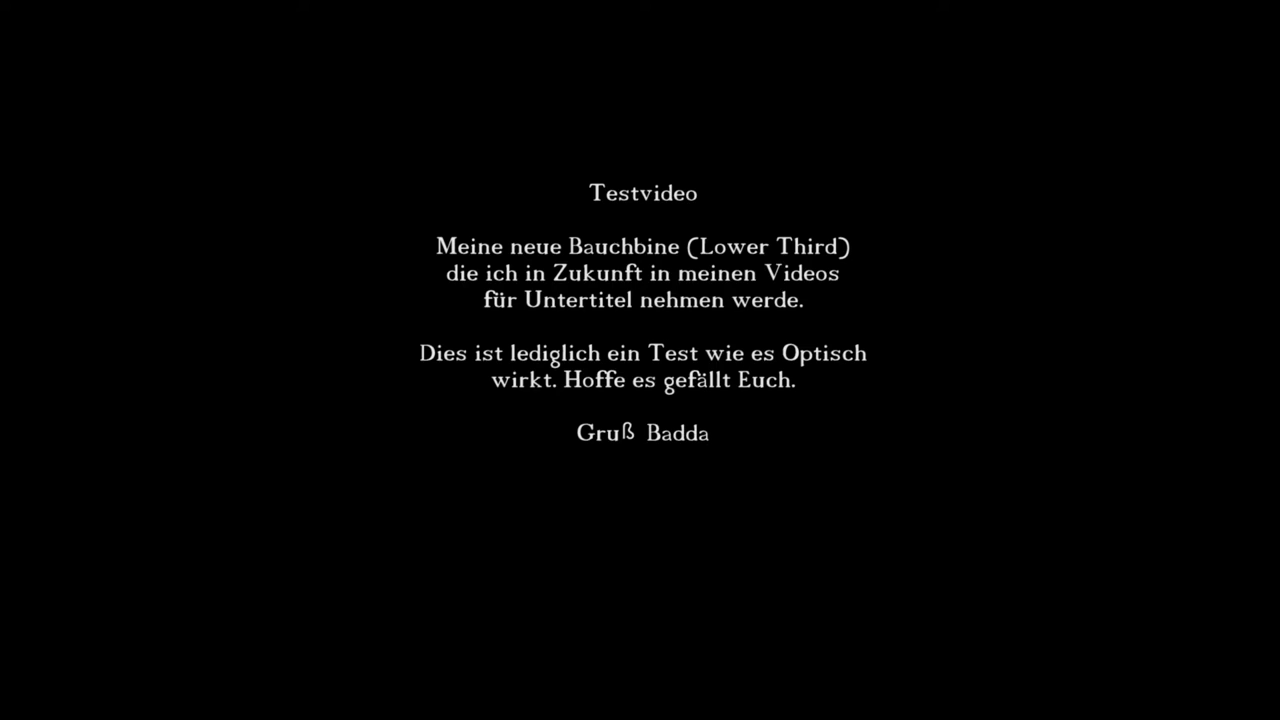 Testvideo
Meine neue Bauchbine (Lower Third)
die ich in Zukunft in meinen Videos
für Untertitel nehmen werde.
Dies ist lediglich ein Test wie es Optisch
wirkt. Hoffe es gefällt Euch.
Gruß Badda